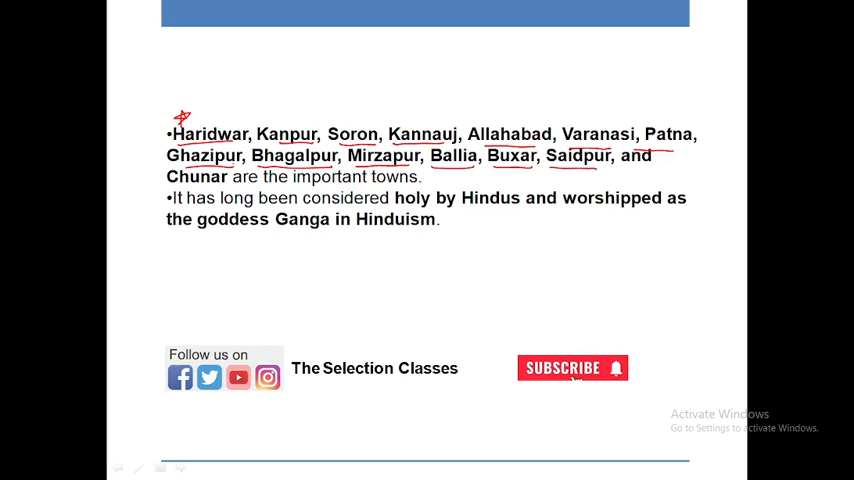 •Haridwar, Kanpur, Soron, Kannauj, Allahabad, Varanasi, Patna,
Ghazipur, Bhagalpur, Mirzapur, Ballia, Buxar, Saidpur, and
Chunar are the important towns.
•It has long been considered holy by Hindus and worshipped as
the goddess Ganga in Hinduism.
Follow us on
The Selection Classes
SUBSCRIBE
Activate Windows
Go to Settings to activate Windows.